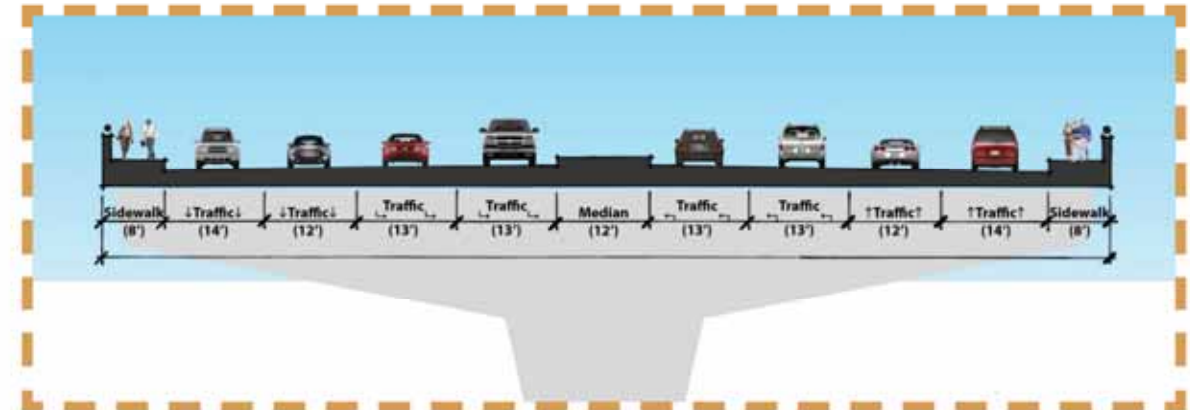 Sidewalk ↓Traffic↓ ↓Traffic↓ Traffic Traffic Median Traffic Traffic ↑Traffic↑ ↑Traffic↑ Sidewalk
(8') (14') (12') (13') (13') (12') (13') (13') (12') (14') (8')